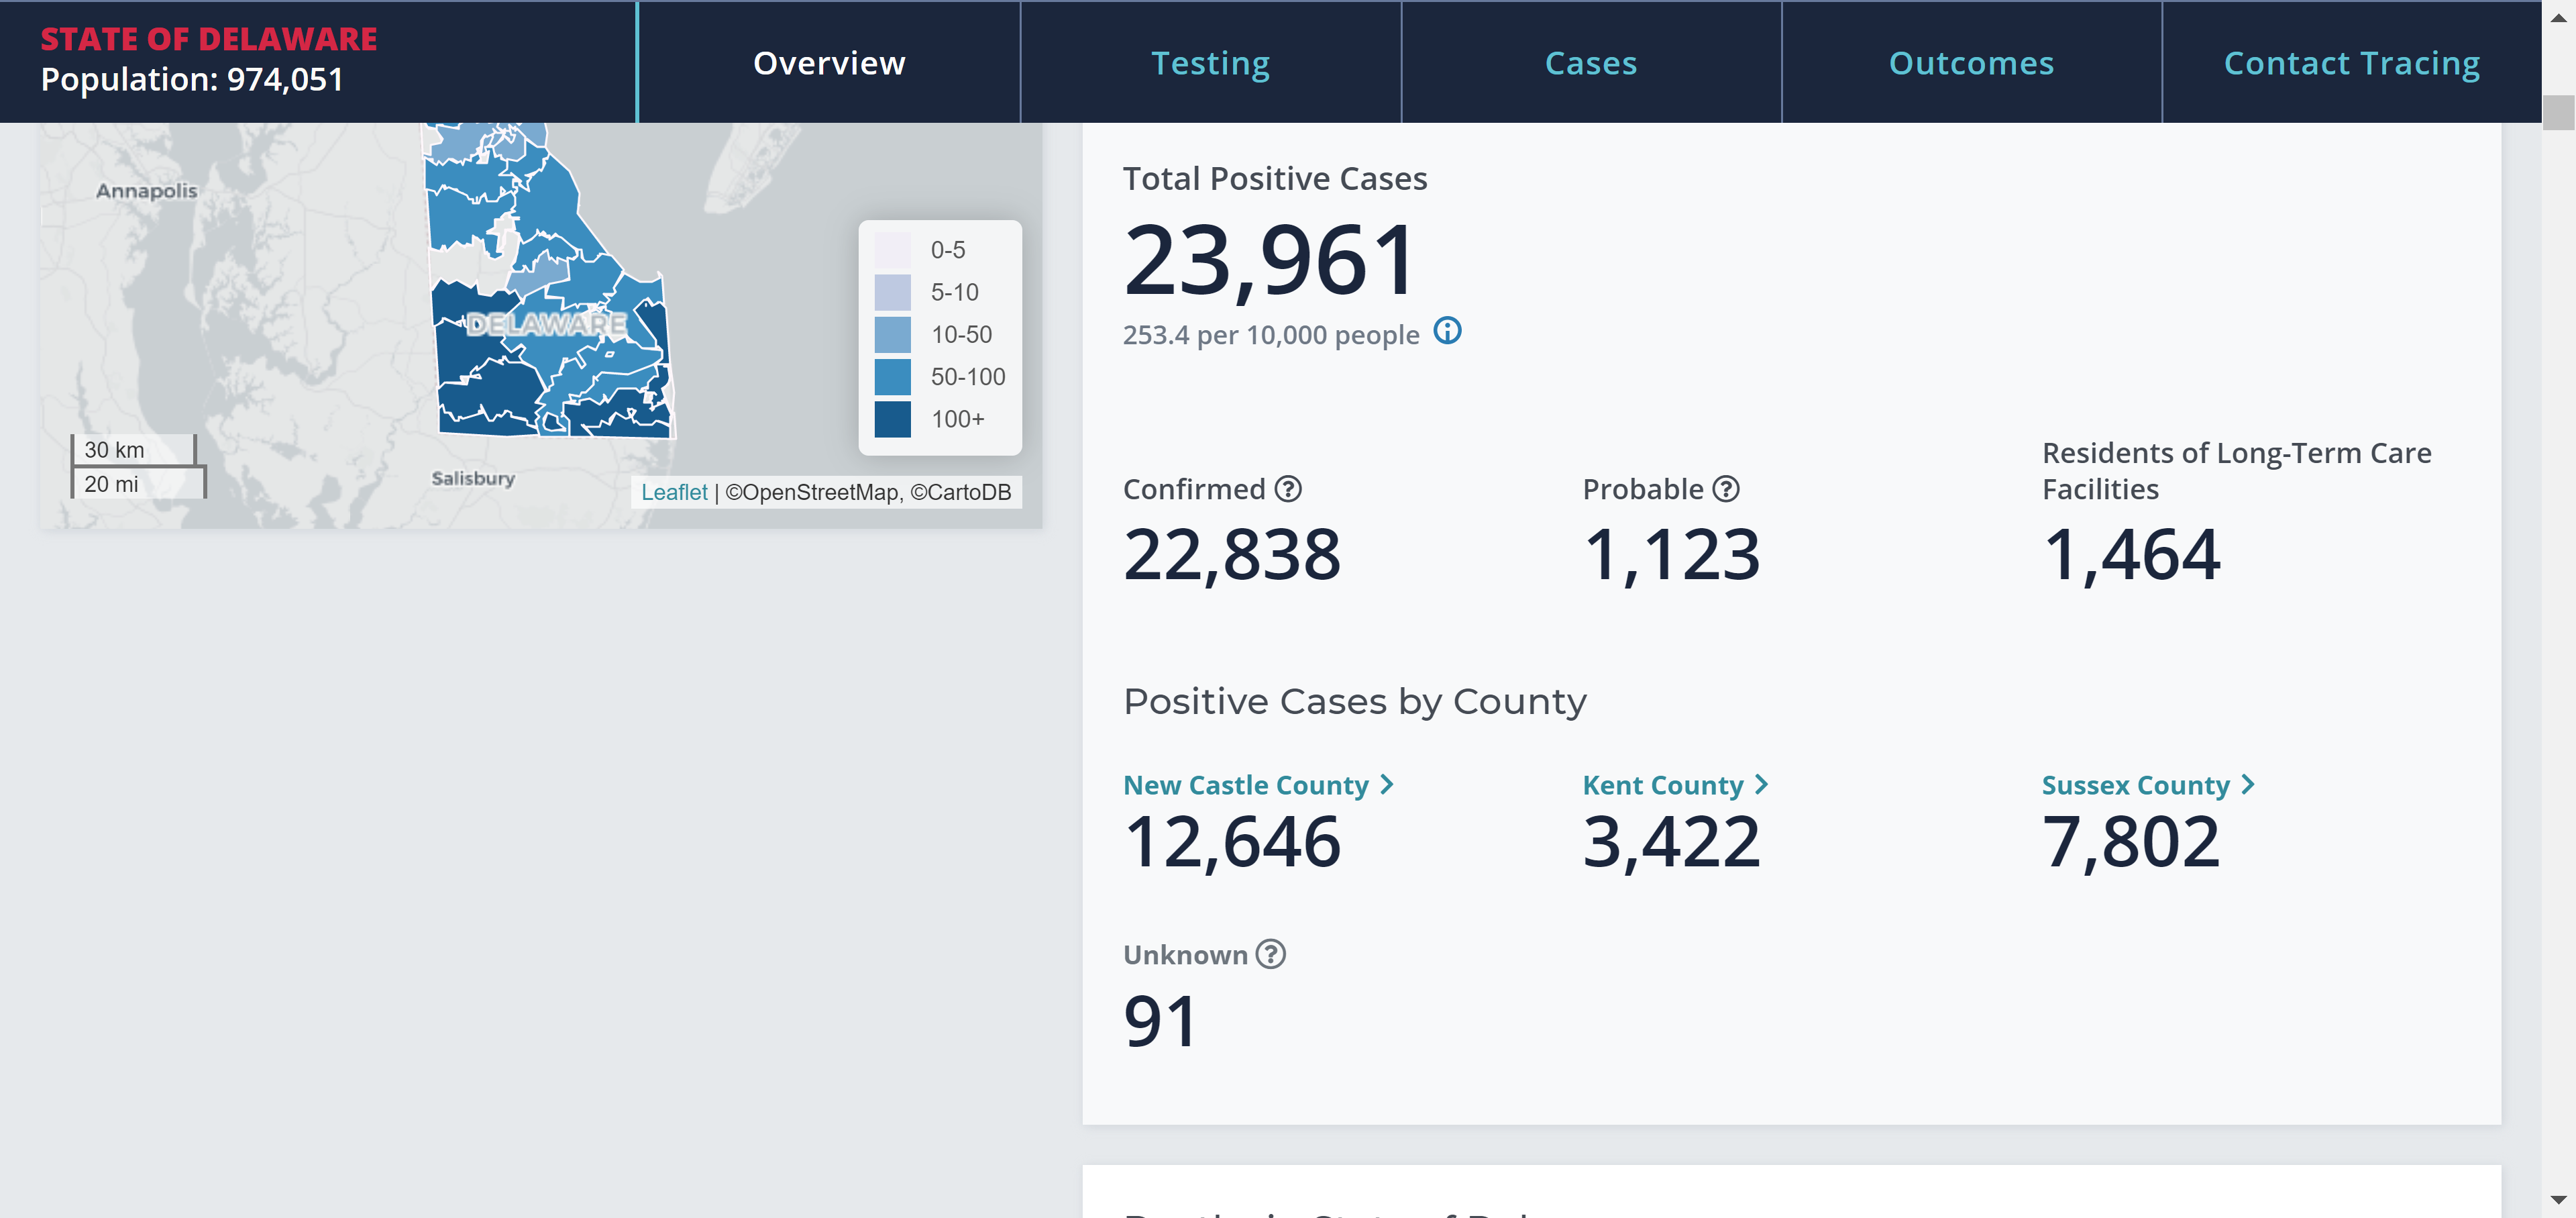 STATE OF DELAWARE
Population: 974,051
Overview
Testing
Cases
Outcomes
Contact Tracing
Annapolis
DELAWARE
Salisbury
0-5
5-10
10-50
50-100
100+
30 km
20 mi
Leaflet | ©OpenStreetMap, ©CartoDB
Total Positive Cases
23,961
253.4 per 10,000 people
Confirmed
22,838
Probable
1,123
Residents of Long-Term Care
Facilities
1,464
Positive Cases by County
New Castle County
12,646
Kent County
3,422
Sussex County
7,802
Unknown
91